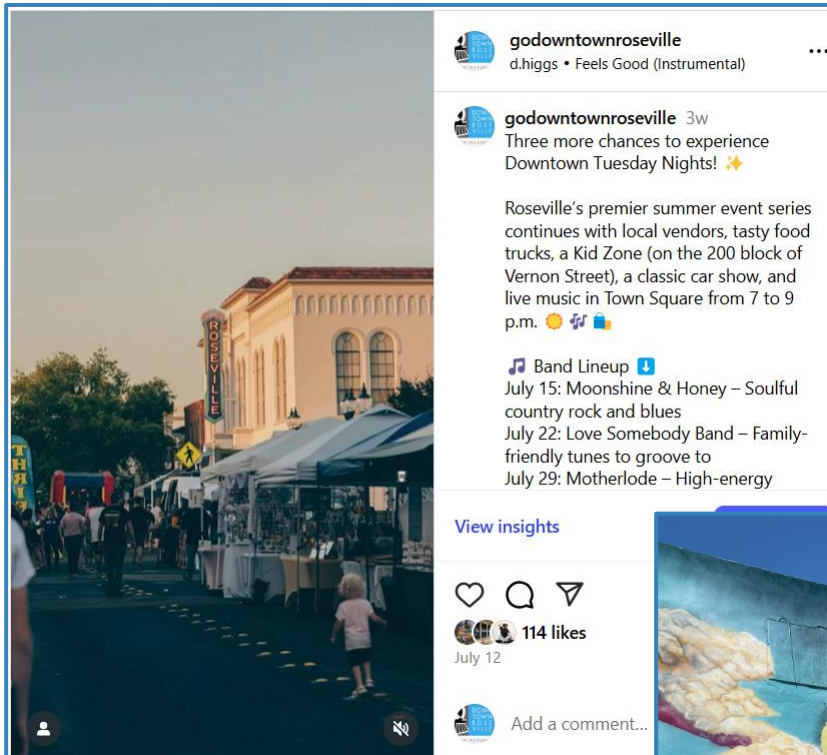 godowntownroseville
d.higgs • Feels Good (Instrumental)
godowntownroseville 3w
Three more chances to experience
Downtown Tuesday Nights! ✨
Roseville’s premier summer event series
continues with local vendors, tasty food
trucks, a Kid Zone (on the 200 block of
Vernon Street), a classic car show, and
live music in Town Square from 7 to 9
p.m. 🌞 🎶 🛍️
🎵 Band Lineup ⬇️
July 15: Moonshine & Honey – Soulful
country rock and blues
July 22: Love Somebody Band – Family-
friendly tunes to groove to
July 29: Motherlode – High-energy
View insights
114 likes
July 12
Add a comment...
ROSEVILLE